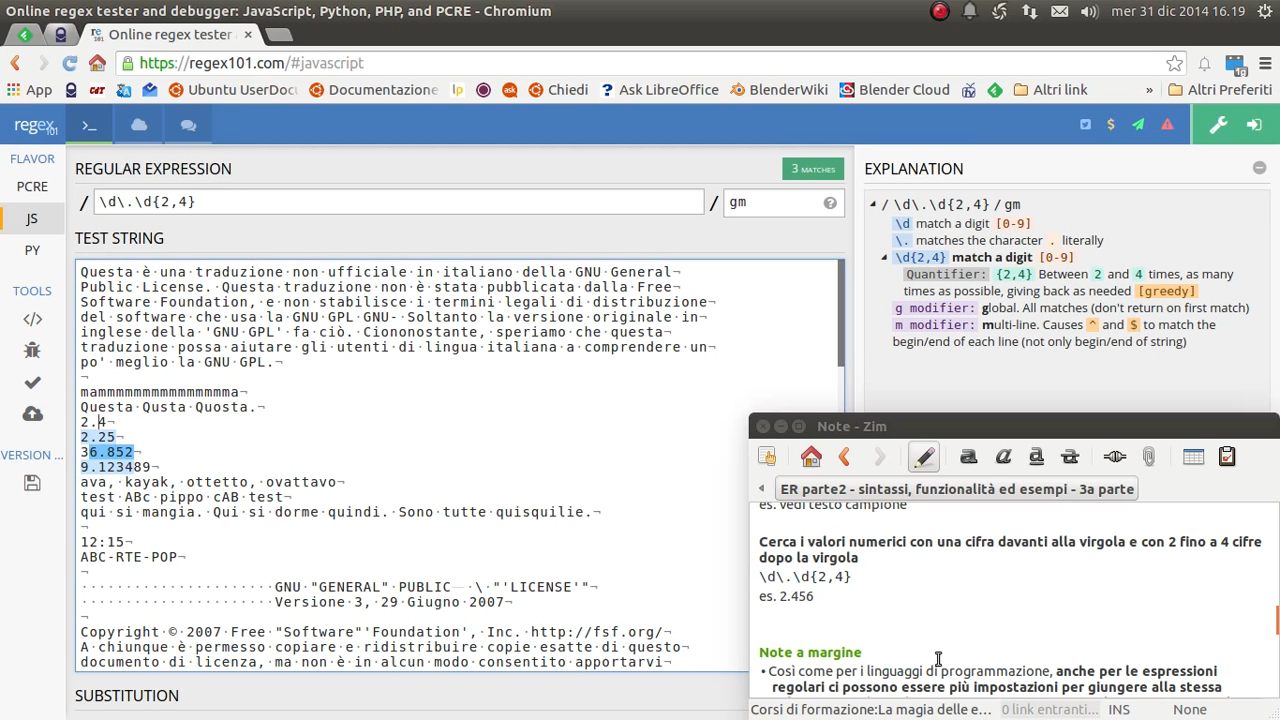 Online regex tester and debugger: JavaScript, Python, PHP, and PCRE - Chromium
mer 31 dic 2014 16.19
Online regex tester
https://regex101.com/#javascript
App
CET
Ubuntu UserDocu
Documentazione
lp
ask
Chiedi
Ask LibreOffice
BlenderWiki
Blender Cloud
Altri link
»
Altri Preferiti
regex101
FLAVOR
PCRE
JS
PY
TOOLS
VERSION ...
REGULAR EXPRESSION
3 MATCHES
/ \d\.\d{2,4} / gm
TEST STRING
Questa·è·una·traduzione·non·ufficiale·in·italiano·della·GNU·General¬
Public·License.·Questa·traduzione·non·è·stata·pubblicata·dalla·Free¬
Software·Foundation,·e·non·stabilisce·i·termini·legali·di·distribuzione¬
del·software·che·usa·la·GNU·GPL·GNU-·Soltanto·la·versione·originale·in¬
inglese·della·'GNU·GPL'·fa·ciò.·Ciononostante,·speriamo·che·questa¬
traduzione·possa·aiutare·gli·utenti·di·lingua·italiana·a·comprendere·un¬
po'·meglio·la·GNU·GPL.¬
¬
mammmmmmmmmmmmmmma¬
Questa·Qusta·Quosta.¬
2.4¬
2.25¬
36.852¬
9.123489¬
ava,·kayak,·ottetto,·ovattavo¬
test·ABc·pippo·cAB·test¬
qui·si·mangia.·Qui·si·dorme·quindi.·Sono·tutte·quisquilie.¬
¬
12:15¬
ABC-RTE-POP¬
¬
GNU·"GENERAL"·PUBLIC \·"'LICENSE'"¬
Versione·3,·29·Giugno·2007¬
¬
Copyright·©·2007·Free·"Software"'Foundation',·Inc.·http://fsf.org/¬
A·chiunque·è·permesso·copiare·e·ridistribuire·copie·esatte·di·questo¬
documento·di·licenza,·ma·non·è·in·alcun·modo·consentito·apportarvi¬
SUBSTITUTION
EXPLANATION
/ \d\.\d{2,4} / gm
\d match a digit [0-9]
\. matches the character . literally
\d{2,4} match a digit [0-9]
Quantifier: {2,4} Between 2 and 4 times, as many
times as possible, giving back as needed [greedy]
g modifier: global. All matches (don't return on first match)
m modifier: multi-line. Causes ^ and $ to match the
begin/end of each line (not only begin/end of string)
Note - Zim
ER parte2 - sintassi, funzionalità ed esempi - 3a parte
es. vedi testo campione
Cerca i valori numerici con una cifra davanti alla virgola e con 2 fino a 4 cifre
dopo la virgola
\d\.\d{2,4}
es. 2.456
Note a margine
• Così come per i linguaggi di programmazione, anche per le espressioni
regolari ci possono essere più impostazioni per giungere alla stessa
Corsi di formazione:La magia delle e...
0 link entranti...
INS
None